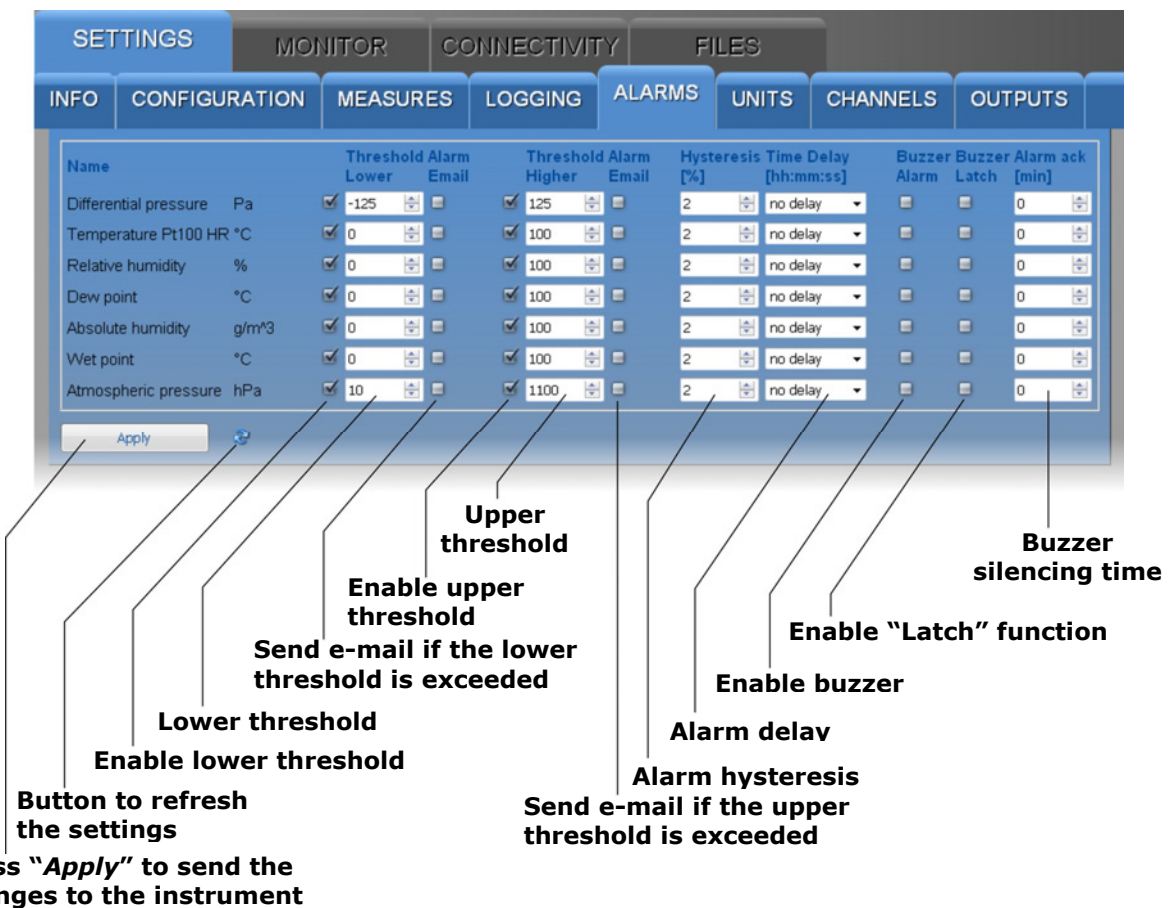 SETTINGS MONITOR CONNECTIVITY FILES
INFO CONFIGURATION MEASURES LOGGING ALARMS UNITS CHANNELS OUTPUTS
Name Threshold Lower Alarm Email Threshold Higher Alarm Email Hysteresis [%] Time Delay [hh:mm:ss] Buzzer Alarm Buzzer Latch Alarm ack [min]
Differential pressure Pa -125 125 2 no delay 0
Temperature Pt100 HR °C 0 100 2 no delay 0
Relative humidity % 0 100 2 no delay 0
Dew point °C 0 100 2 no delay 0
Absolute humidity g/m^3 0 100 2 no delay 0
Wet point °C 0 100 2 no delay 0
Atmospheric pressure hPa 10 1100 2 no delay 0
Apply
Upper
threshold
Buzzer
silencing time
Enable upper
threshold
Enable “Latch” function
Send e-mail if the lower
threshold is exceeded
Enable buzzer
Lower threshold
Alarm delay
Enable lower threshold
Alarm hysteresis
Button to refresh
the settings
Send e-mail if the upper
threshold is exceeded
“Apply” to send the
to the instrument